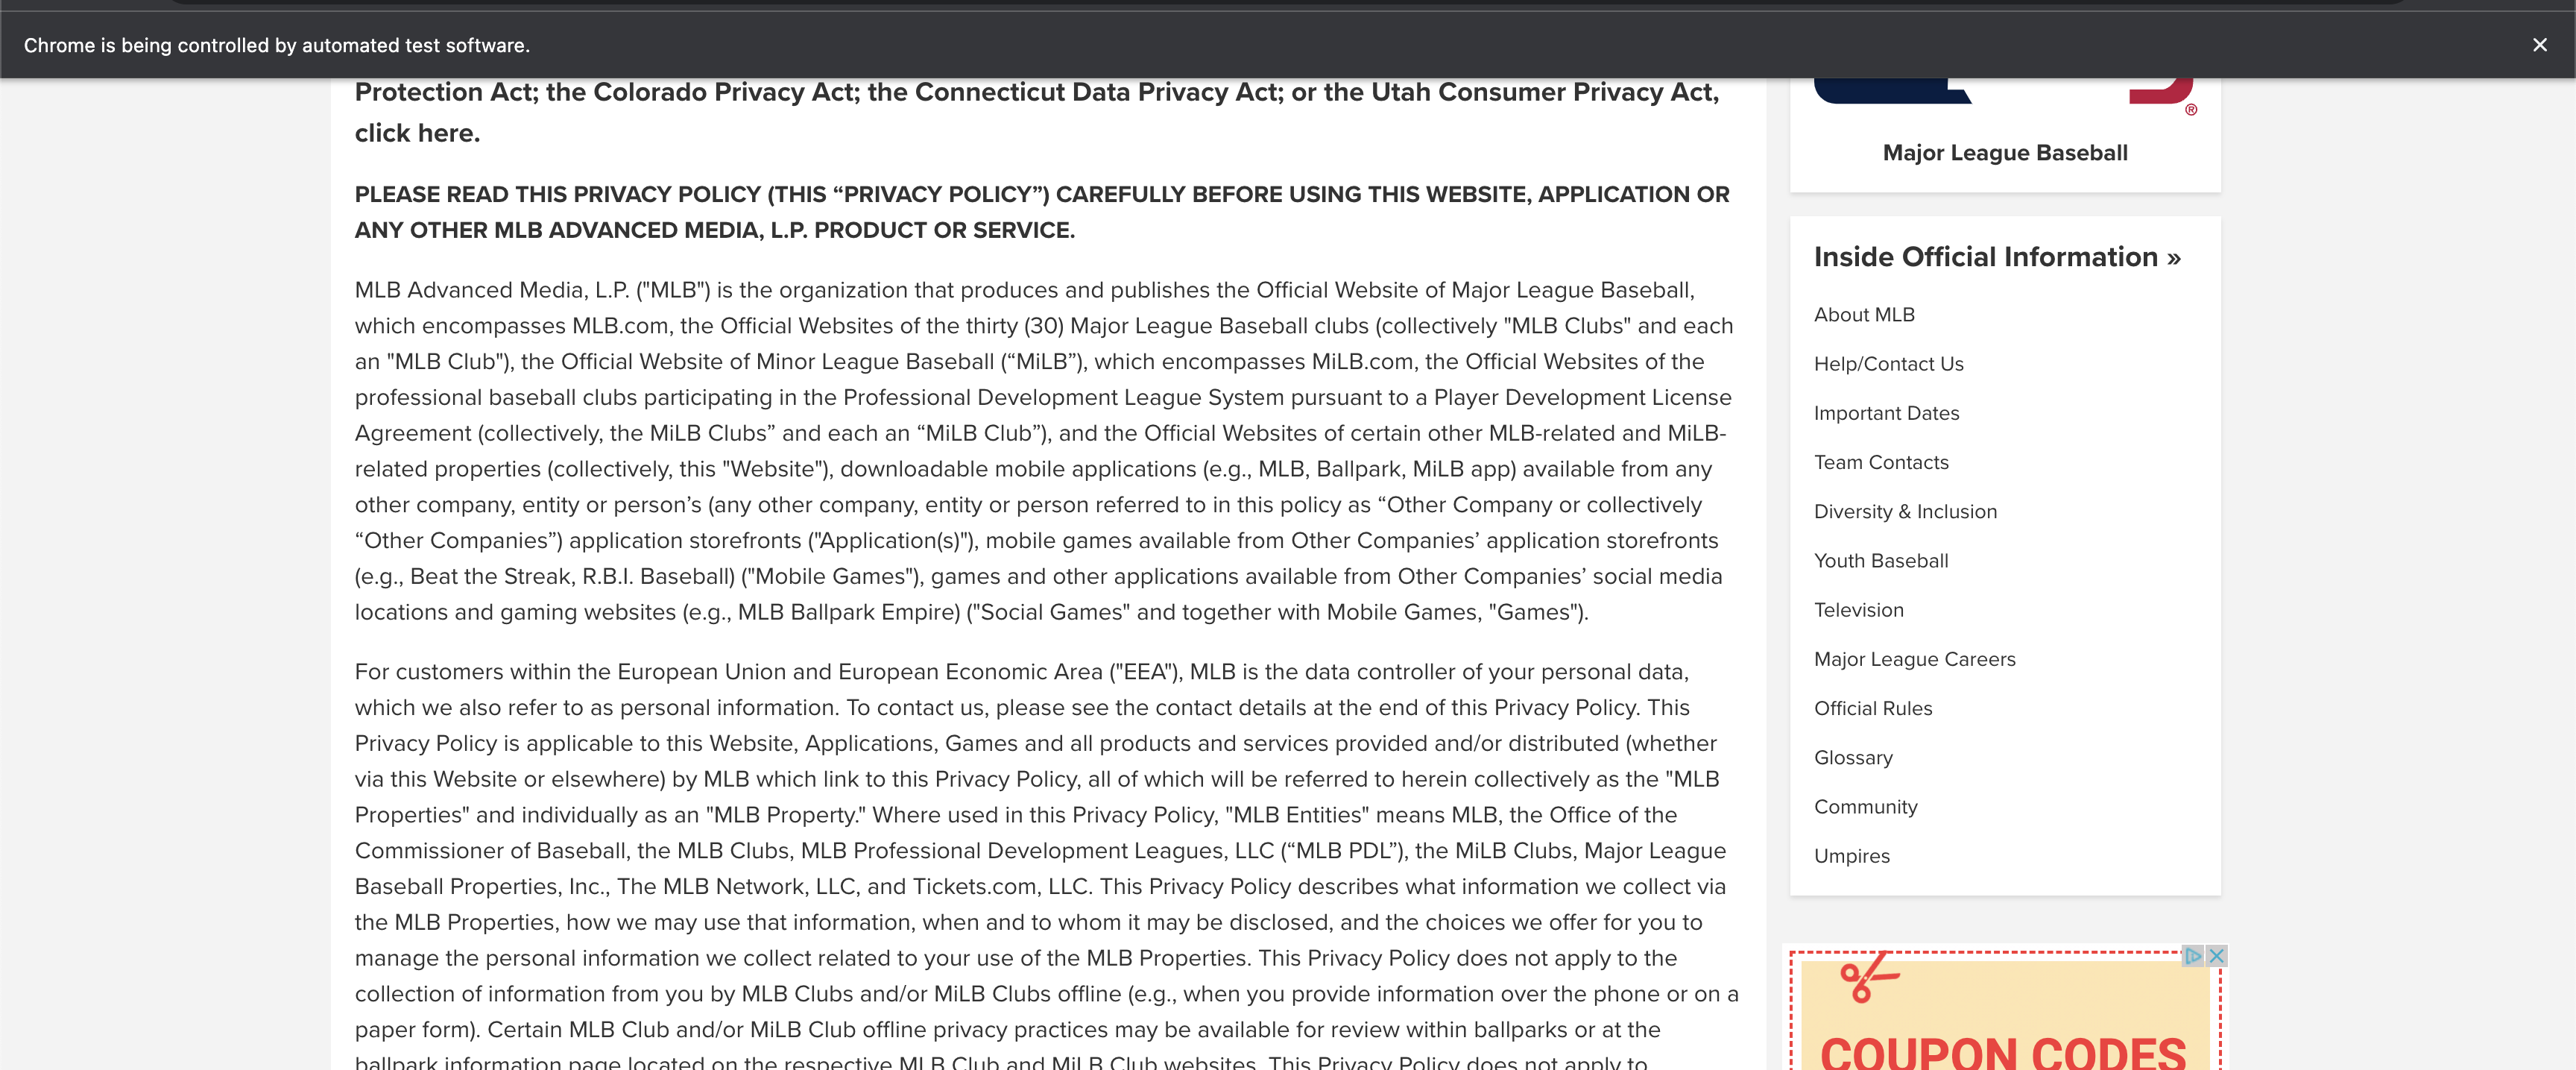 Chrome is being controlled by automated test software.
Protection Act; the Colorado Privacy Act; the Connecticut Data Privacy Act; or the Utah Consumer Privacy Act,
click here.
PLEASE READ THIS PRIVACY POLICY (THIS “PRIVACY POLICY”) CAREFULLY BEFORE USING THIS WEBSITE, APPLICATION OR
ANY OTHER MLB ADVANCED MEDIA, L.P. PRODUCT OR SERVICE.
MLB Advanced Media, L.P. ("MLB") is the organization that produces and publishes the Official Website of Major League Baseball,
which encompasses MLB.com, the Official Websites of the thirty (30) Major League Baseball clubs (collectively "MLB Clubs" and each
an "MLB Club"), the Official Website of Minor League Baseball (“MiLB”), which encompasses MiLB.com, the Official Websites of the
professional baseball clubs participating in the Professional Development League System pursuant to a Player Development License
Agreement (collectively, the MiLB Clubs” and each an “MiLB Club”), and the Official Websites of certain other MLB-related and MiLB-
related properties (collectively, this "Website"), downloadable mobile applications (e.g., MLB, Ballpark, MiLB app) available from any
other company, entity or person’s (any other company, entity or person referred to in this policy as “Other Company or collectively
“Other Companies”) application storefronts ("Application(s)"), mobile games available from Other Companies’ application storefronts
(e.g., Beat the Streak, R.B.I. Baseball) ("Mobile Games"), games and other applications available from Other Companies’ social media
locations and gaming websites (e.g., MLB Ballpark Empire) ("Social Games" and together with Mobile Games, "Games").
For customers within the European Union and European Economic Area ("EEA"), MLB is the data controller of your personal data,
which we also refer to as personal information. To contact us, please see the contact details at the end of this Privacy Policy. This
Privacy Policy is applicable to this Website, Applications, Games and all products and services provided and/or distributed (whether
via this Website or elsewhere) by MLB which link to this Privacy Policy, all of which will be referred to herein collectively as the "MLB
Properties" and individually as an "MLB Property." Where used in this Privacy Policy, "MLB Entities" means MLB, the Office of the
Commissioner of Baseball, the MLB Clubs, MLB Professional Development Leagues, LLC (“MLB PDL”), the MiLB Clubs, Major League
Baseball Properties, Inc., The MLB Network, LLC, and Tickets.com, LLC. This Privacy Policy describes what information we collect via
the MLB Properties, how we may use that information, when and to whom it may be disclosed, and the choices we offer for you to
manage the personal information we collect related to your use of the MLB Properties. This Privacy Policy does not apply to the
collection of information from you by MLB Clubs and/or MiLB Clubs offline (e.g., when you provide information over the phone or on a
paper form). Certain MLB Club and/or MiLB Club offline privacy practices may be available for review within ballparks or at the
ballpark information page located on the respective MLB Club and MiLB Club websites. This Privacy Policy does not apply to
®
Major League Baseball
Inside Official Information »
About MLB
Help/Contact Us
Important Dates
Team Contacts
Diversity & Inclusion
Youth Baseball
Television
Major League Careers
Official Rules
Glossary
Community
Umpires
COUPON CODES